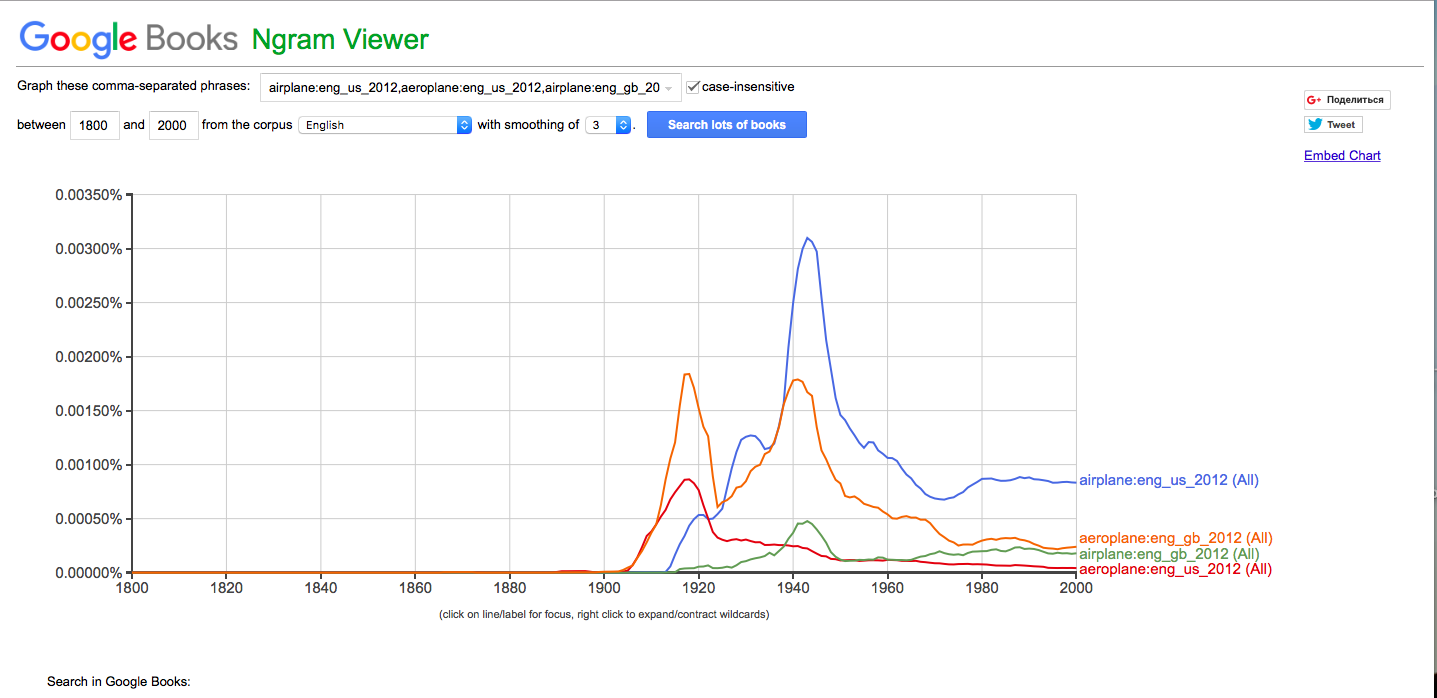 Google Books Ngram Viewer
Graph these comma-separated phrases: airplane:eng_us_2012,aeroplane:eng_us_2012,airplane:eng_gb_20 case-insensitive
between 1800 and 2000 from the corpus English with smoothing of 3 . Search lots of books
G+ Поделиться
Tweet
Embed Chart
0.00350%
0.00300%
0.00250%
0.00200%
0.00150%
0.00100%
0.00050%
0.00000%
airplane:eng_us_2012 (All)
aeroplane:eng_gb_2012 (All)
airplane:eng_gb_2012 (All)
aeroplane:eng_us_2012 (All)
1800 1820 1840 1860 1880 1900 1920 1940 1960 1980 2000
(click on line/label for focus, right click to expand/contract wildcards)
Search in Google Books: